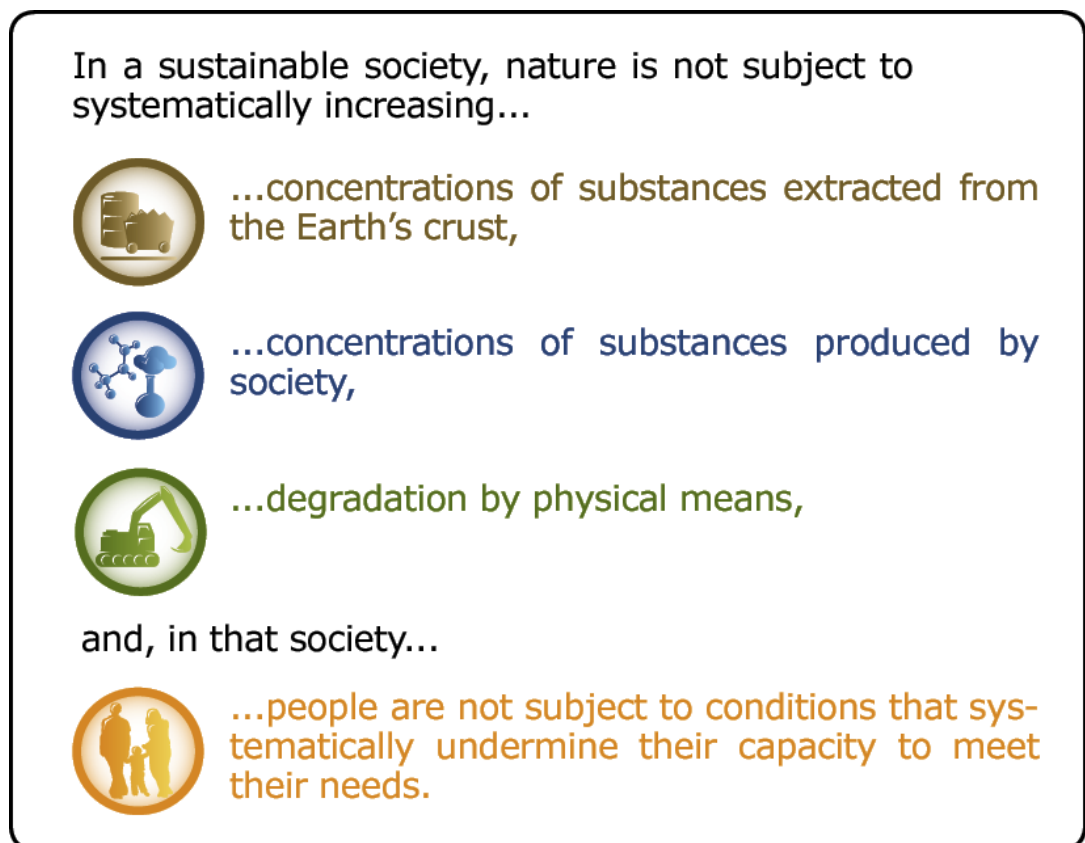 In a sustainable society, nature is not subject to
systematically increasing...
...concentrations of substances extracted from
the Earth’s crust,
...concentrations of substances produced by
society,
...degradation by physical means,
and, in that society...
...people are not subject to conditions that sys-
tematically undermine their capacity to meet
their needs.